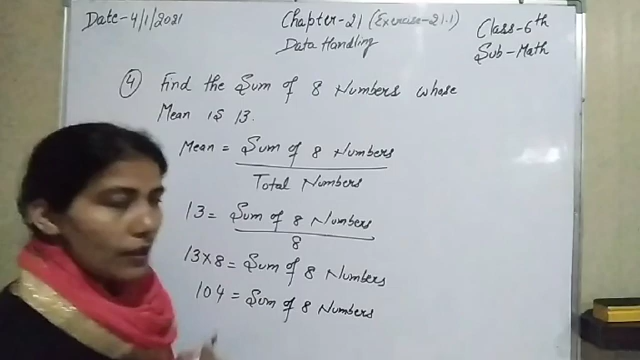 Date-4/1/2021
Chapter-21 (Exercise-21.1)
Data Handling
Class-6th
Sub-Math
④ Find the Sum of 8 Numbers whose
Mean is 13.
Mean = Sum of 8 Numbers
Total Numbers
13 = Sum of 8 Numbers
8
13×8 = Sum of 8 Numbers
104 = Sum of 8 Numbers